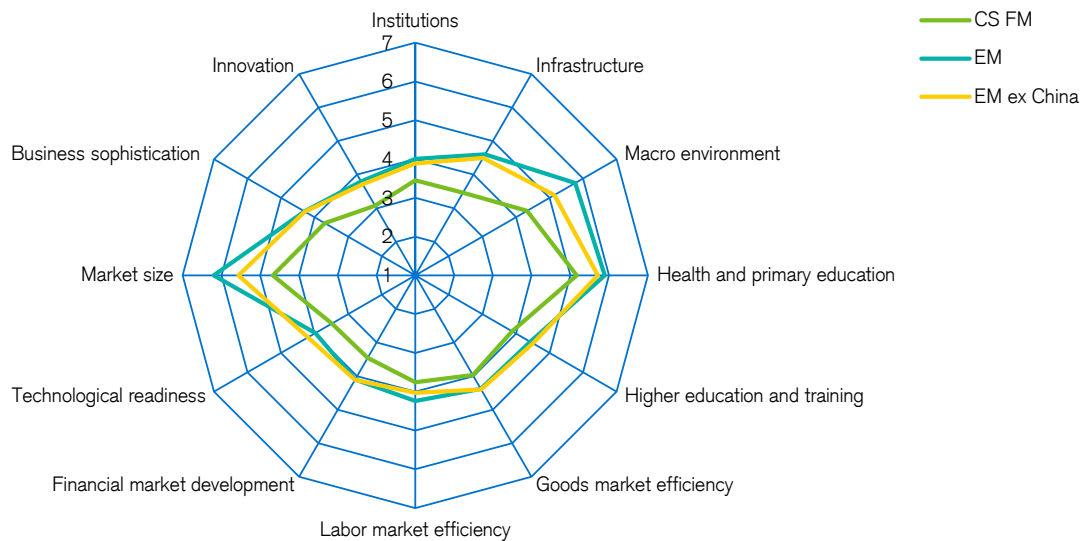 Institutions
7
6
5
4
3
2
1
Infrastructure
Macro environment
Health and primary education
Higher education and training
Goods market efficiency
Labor market efficiency
Financial market development
Technological readiness
Market size
Business sophistication
Innovation
CS FM
EM
EM ex China